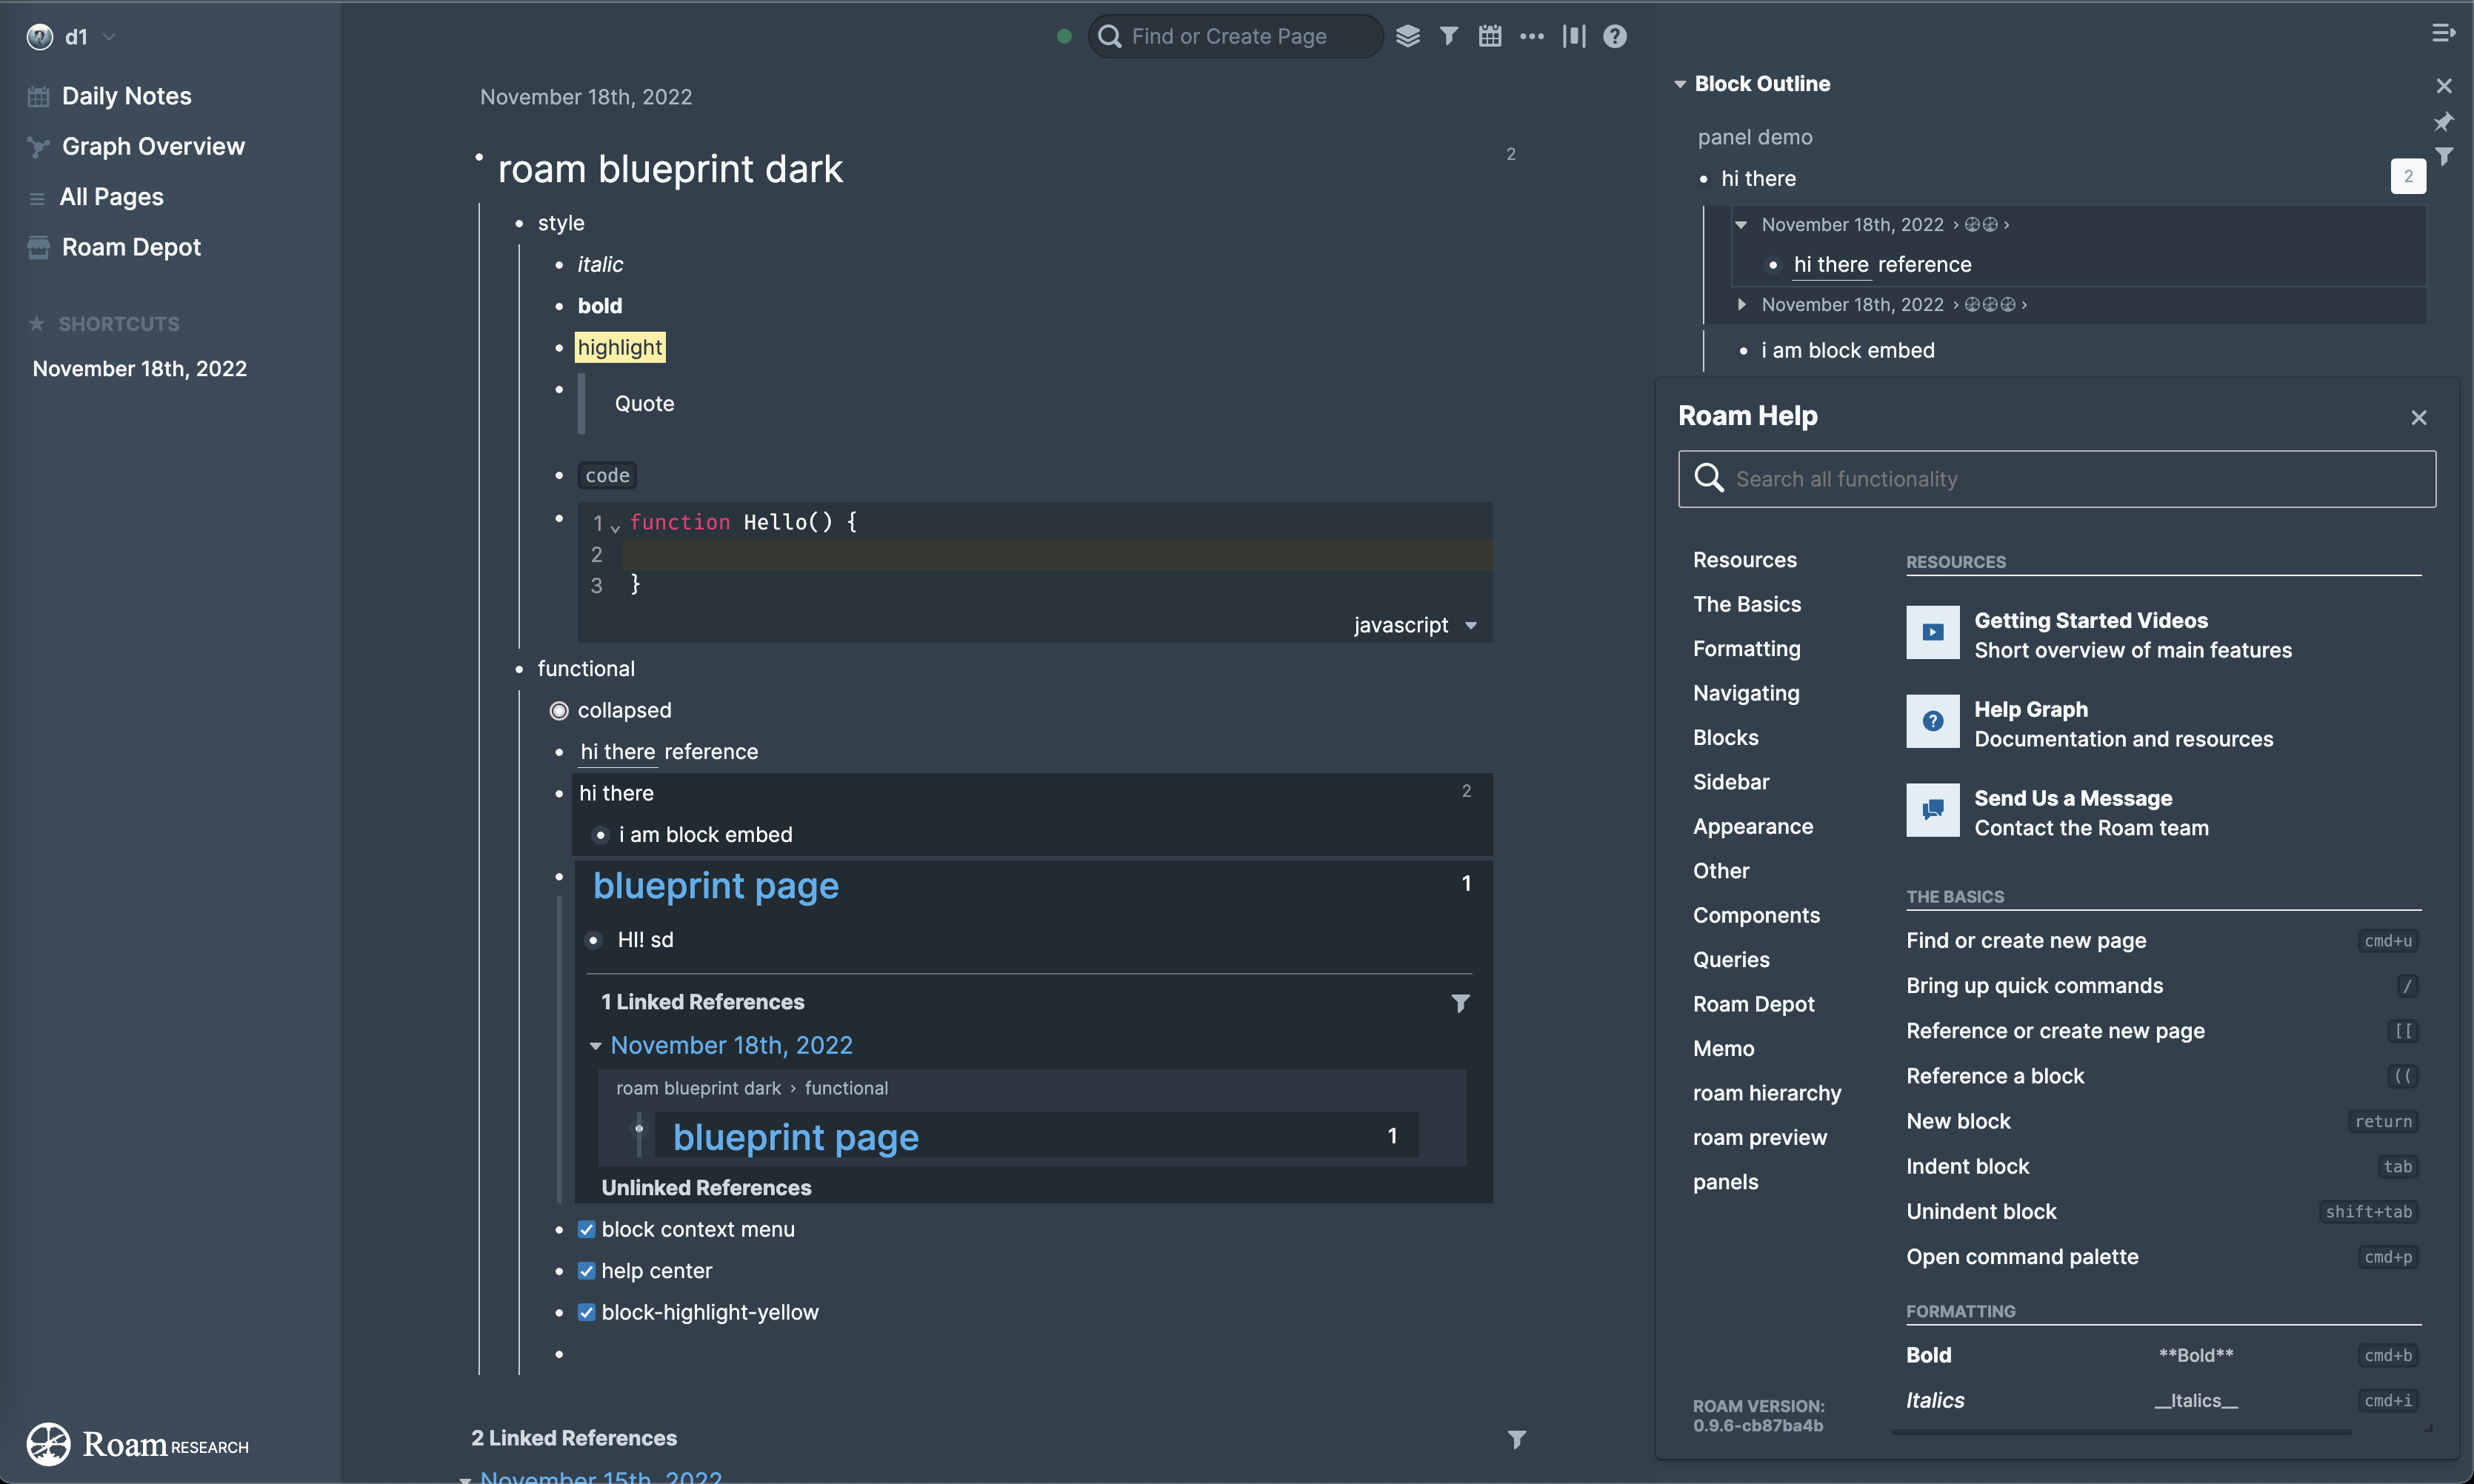 d1
Daily Notes
Graph Overview
All Pages
Roam Depot
SHORTCUTS
November 18th, 2022
Roam RESEARCH
Find or Create Page
November 18th, 2022
roam blueprint dark
2
style
italic
bold
highlight
Quote
code
1 function Hello() {
2
3 }
javascript
functional
collapsed
hi there reference
hi there
2
i am block embed
blueprint page
1
HI! sd
1 Linked References
November 18th, 2022
roam blueprint dark › functional
blueprint page
1
Unlinked References
block context menu
help center
block-highlight-yellow
2 Linked References
November 15th, 2022
Block Outline
panel demo
hi there
2
November 18th, 2022 › ›
hi there reference
November 18th, 2022 › ›
i am block embed
Roam Help
Search all functionality
Resources
The Basics
Formatting
Navigating
Blocks
Sidebar
Appearance
Other
Components
Queries
Roam Depot
Memo
roam hierarchy
roam preview
panels
ROAM VERSION:
0.9.6-cb87ba4b
RESOURCES
Getting Started Videos
Short overview of main features
Help Graph
Documentation and resources
Send Us a Message
Contact the Roam team
THE BASICS
Find or create new page cmd+u
Bring up quick commands /
Reference or create new page [[
Reference a block ((
New block return
Indent block tab
Unindent block shift+tab
Open command palette cmd+p
FORMATTING
Bold **Bold** cmd+b
Italics __Italics__ cmd+i